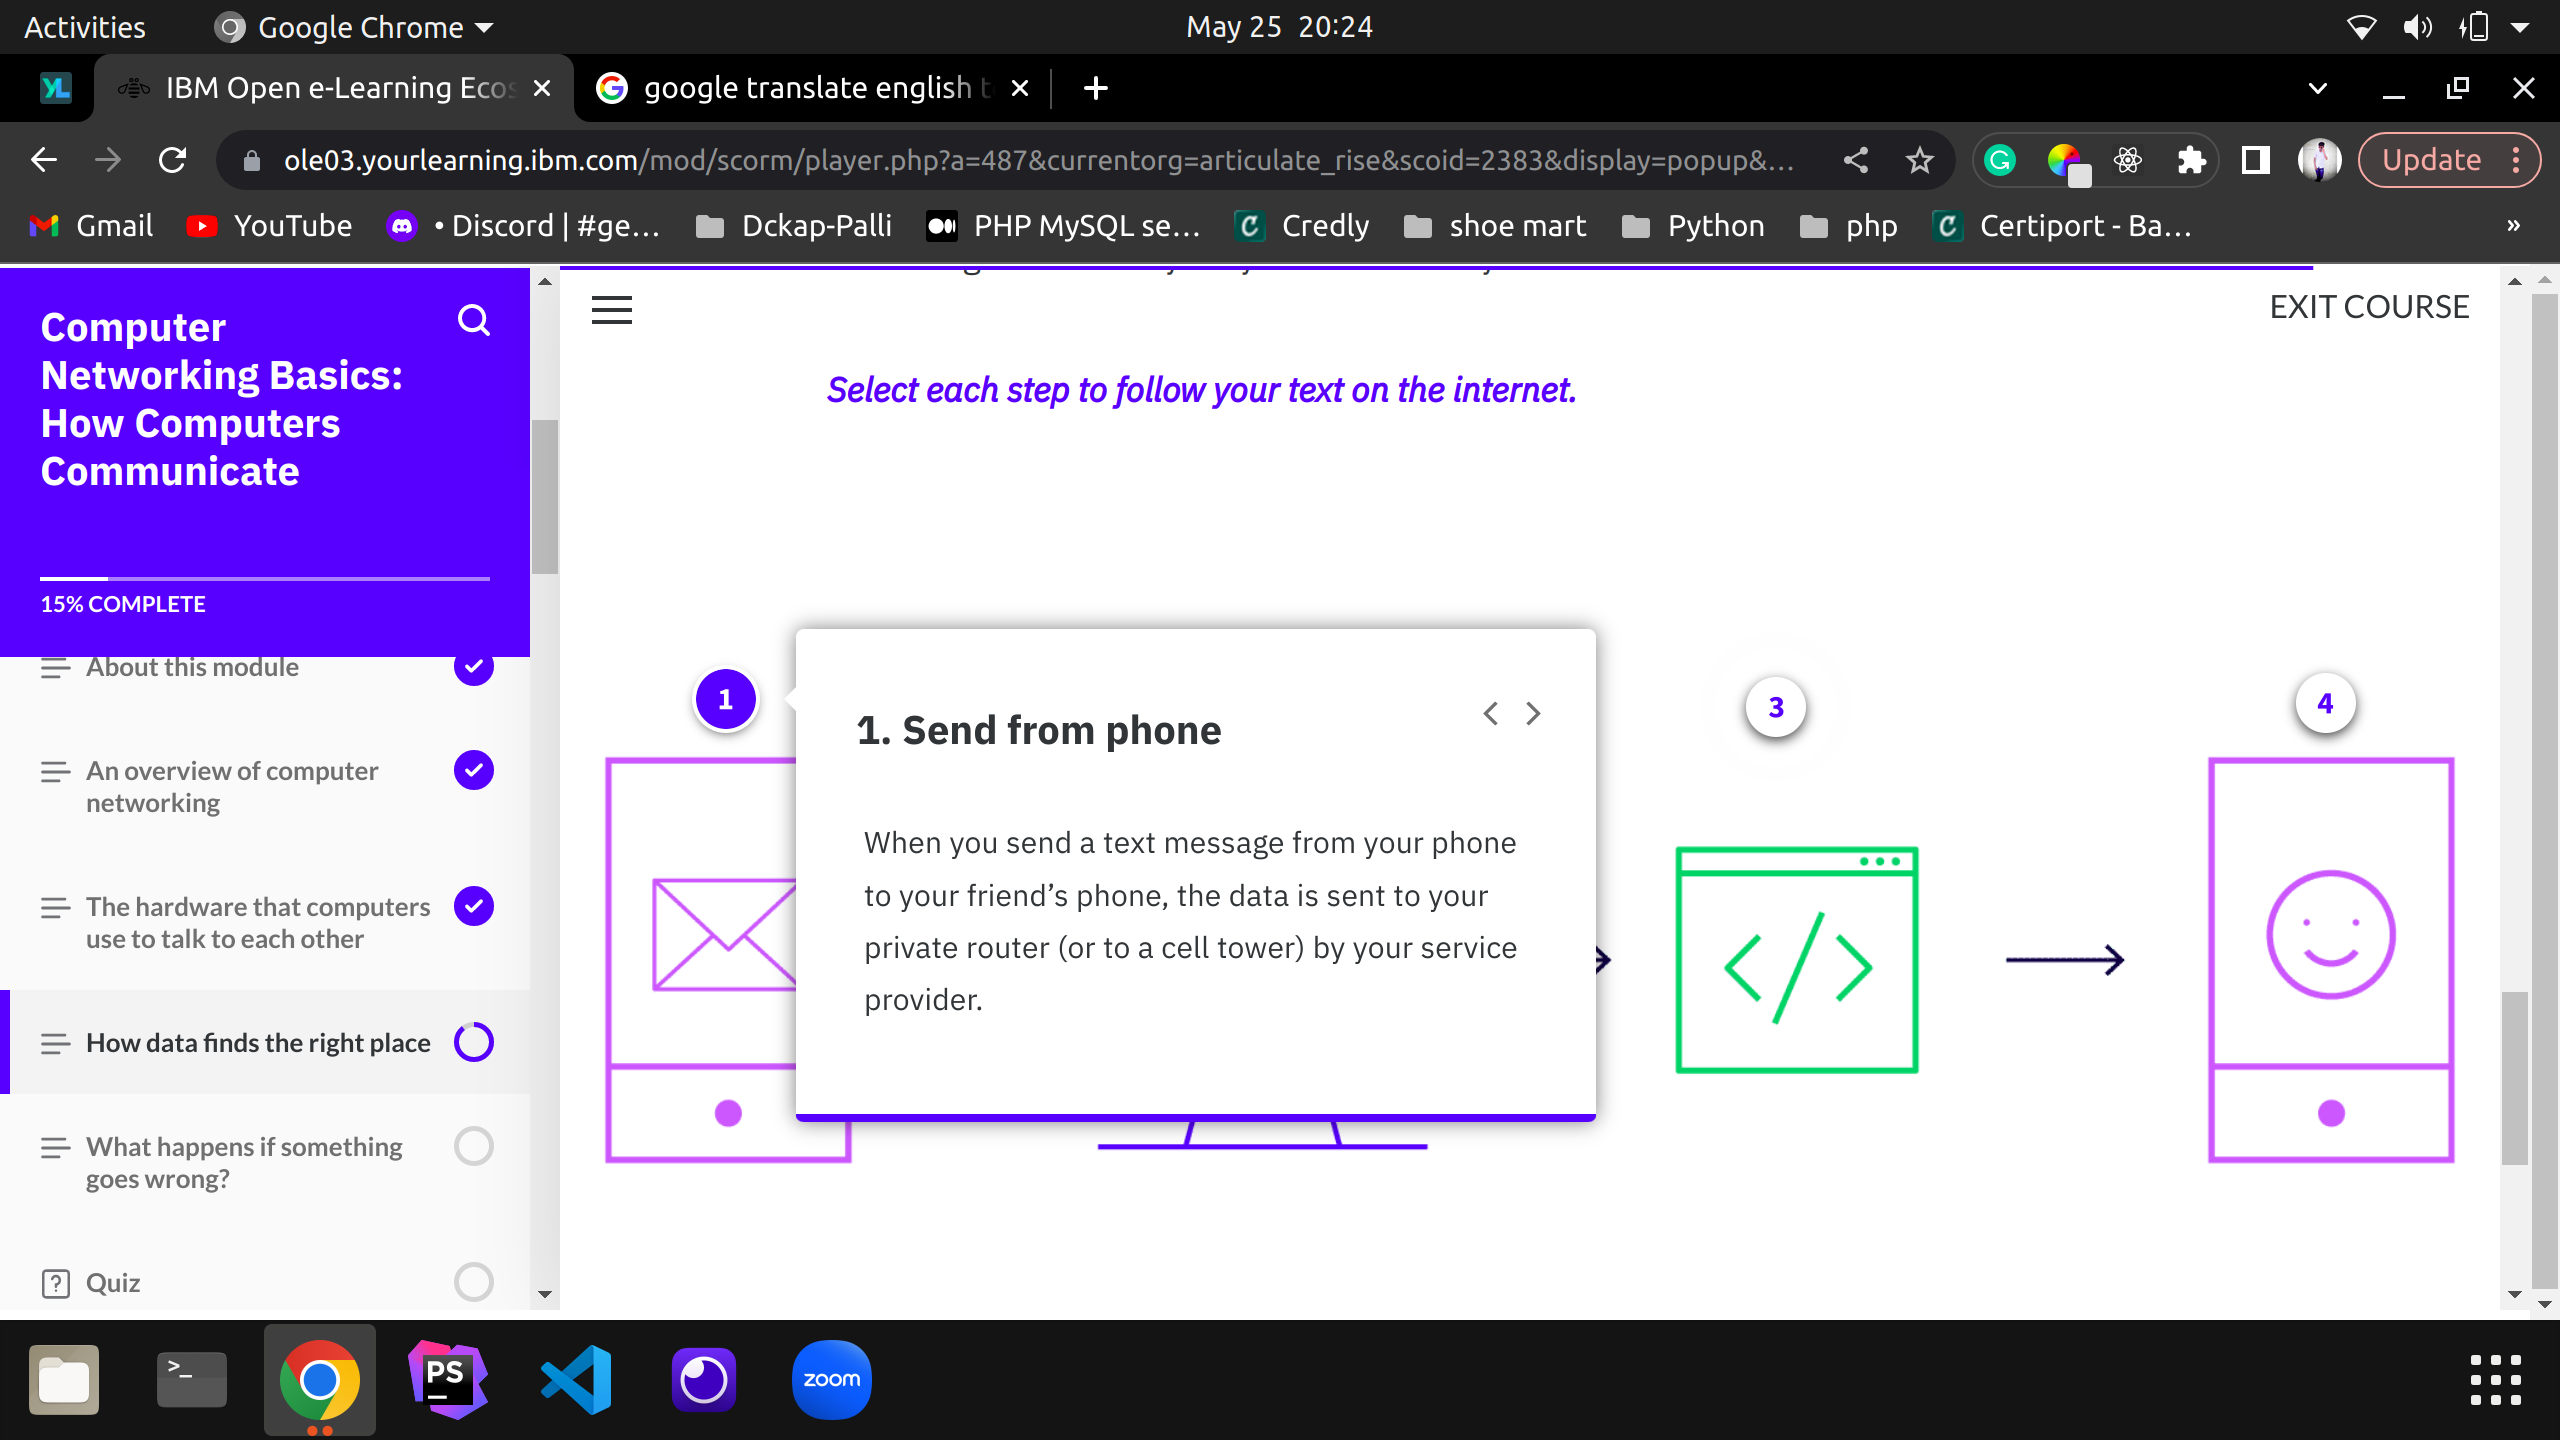 Activities
Google Chrome
May 25 20:24
IBM Open e-Learning Ecos
google translate english t
ole03.yourlearning.ibm.com/mod/scorm/player.php?a=487&currentorg=articulate_rise&scoid=2383&display=popup&...
Update
Gmail
YouTube
• Discord | #ge...
Dckap-Palli
PHP MySQL se...
Credly
shoe mart
Python
php
Certiport - Ba...
»
Computer
Networking Basics:
How Computers
Communicate
15% COMPLETE
About this module
An overview of computer
networking
The hardware that computers
use to talk to each other
How data finds the right place
What happens if something
goes wrong?
Quiz
EXIT COURSE
Select each step to follow your text on the internet.
1
1. Send from phone
When you send a text message from your phone
to your friend’s phone, the data is sent to your
private router (or to a cell tower) by your service
provider.
3
4
PS
zoom